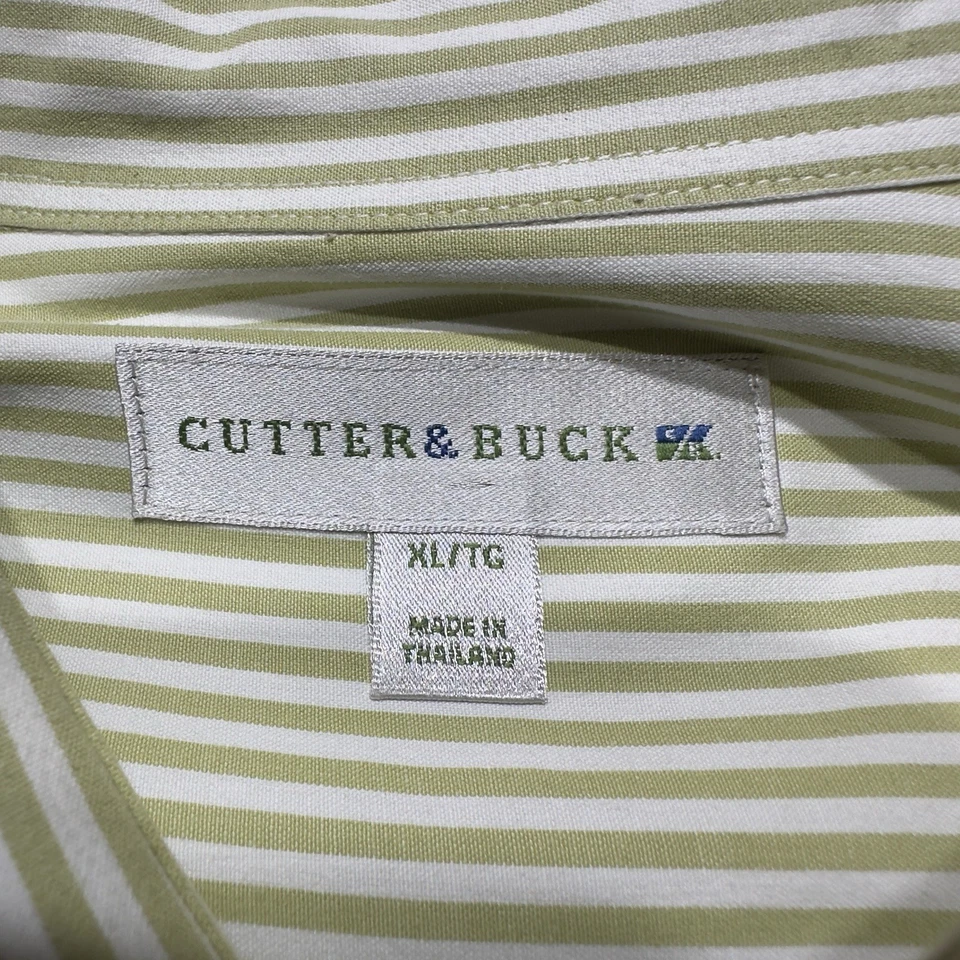 CUTTER & BUCK
XL/TG
MADE IN
THAILAND